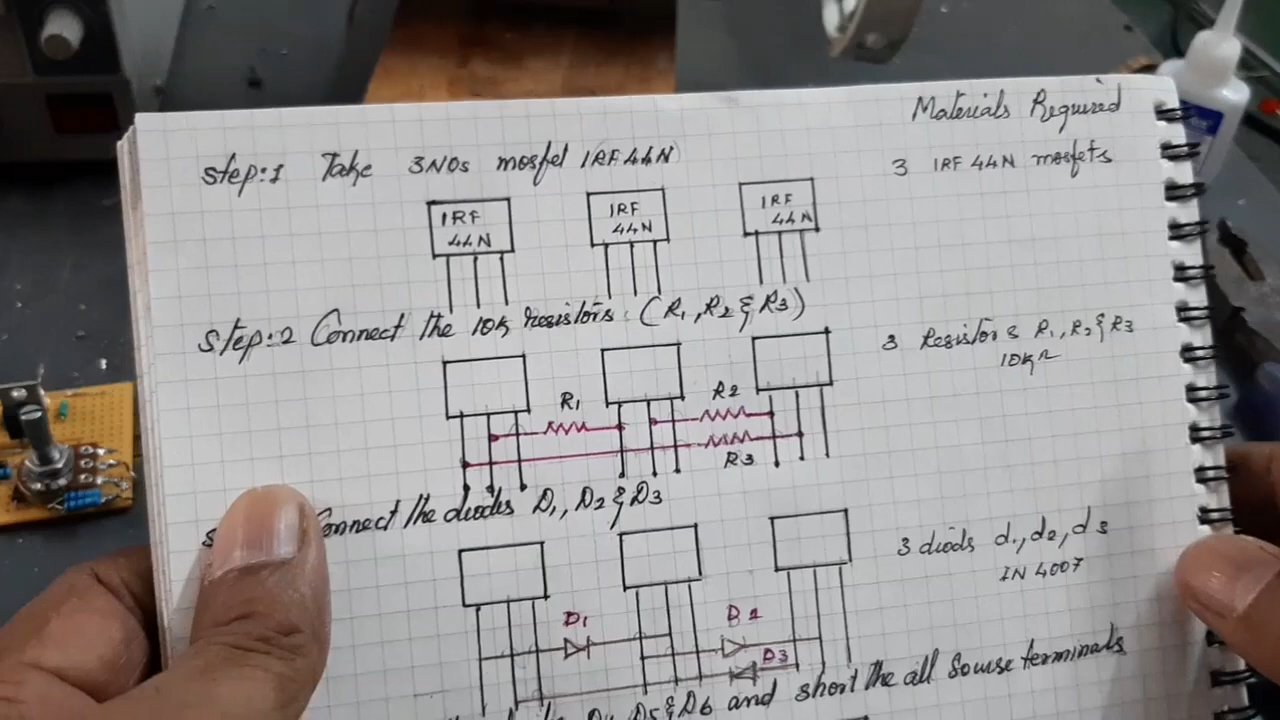 Materials Required
Step:1 Take 3NOs mosfet IRF44N
3 IRF 44N mosfets
IRF 44N
IRF 44N
IRF 44N
Step:2 Connect the 10K resistors (R1, R2 & R3)
3 Resistors R1, R2 & R3
10KΩ
R1
R2
R3
Connect the diodes D1, D2 & D3
3 diods d1, d2, d3
IN 4007
D1
D2
D3
D5 & D6 and short the all Sourse terminals